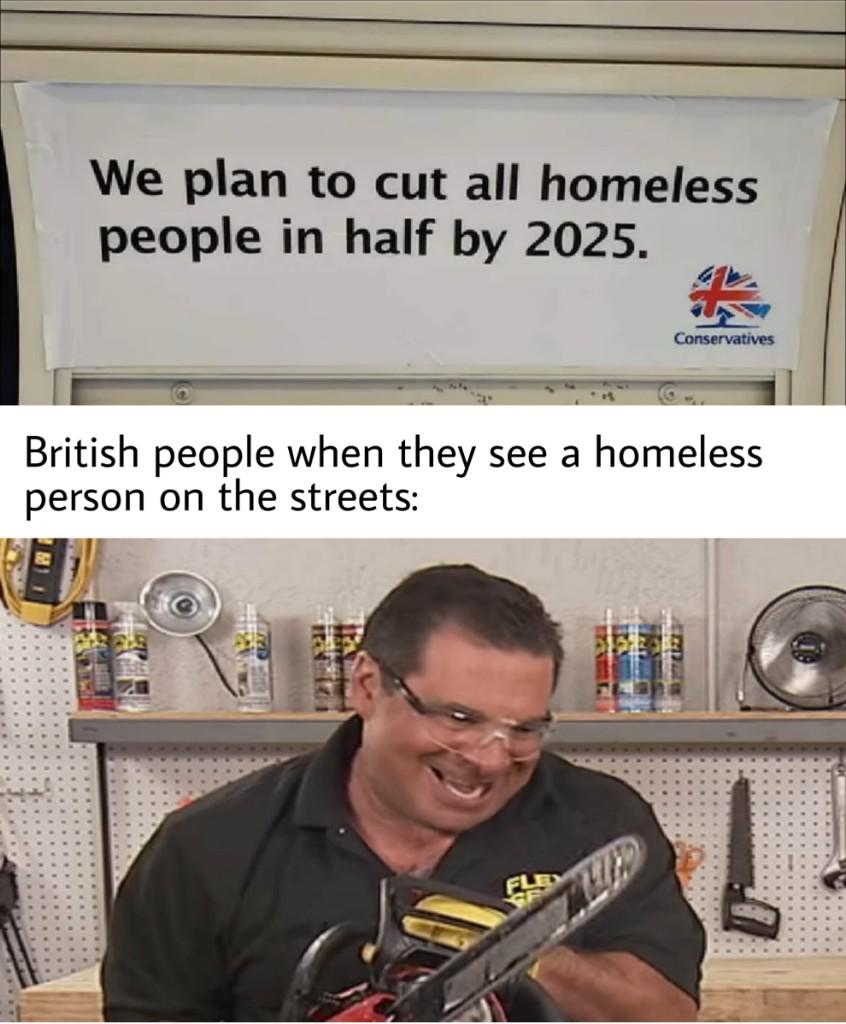 We plan to cut all homeless
people in half by 2025.
Conservatives
British people when they see a homeless
person on the streets:
FLEX